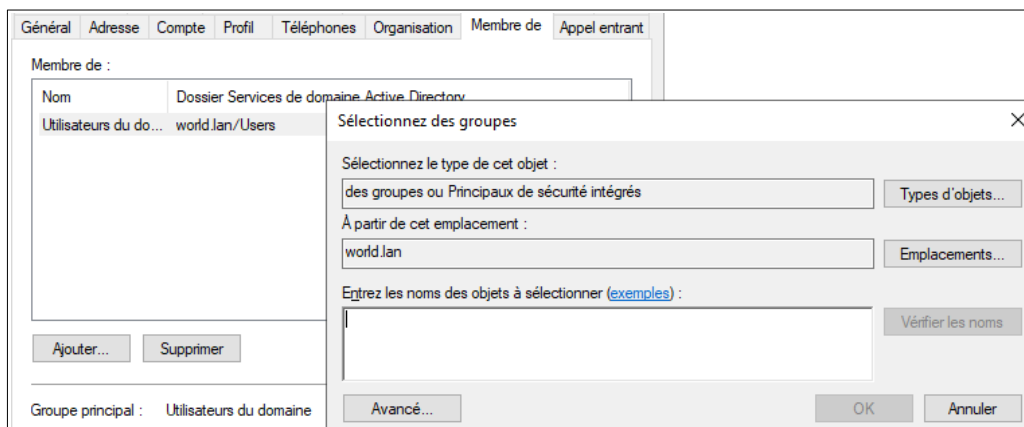 Général Adresse Compte Profil Téléphones Organisation Membre de Appel entrant
Membre de :
Nom Dossier Services de domaine Active Directory
Utilisateurs du do... world.lan/Users
Ajouter... Supprimer
Groupe principal : Utilisateurs du domaine
Sélectionnez des groupes
Sélectionnez le type de cet objet :
des groupes ou Principaux de sécurité intégrés Types d'objets...
À partir de cet emplacement :
world.lan Emplacements...
Entrez les noms des objets à sélectionner (exemples) :
Vérifier les noms
Avancé... OK Annuler